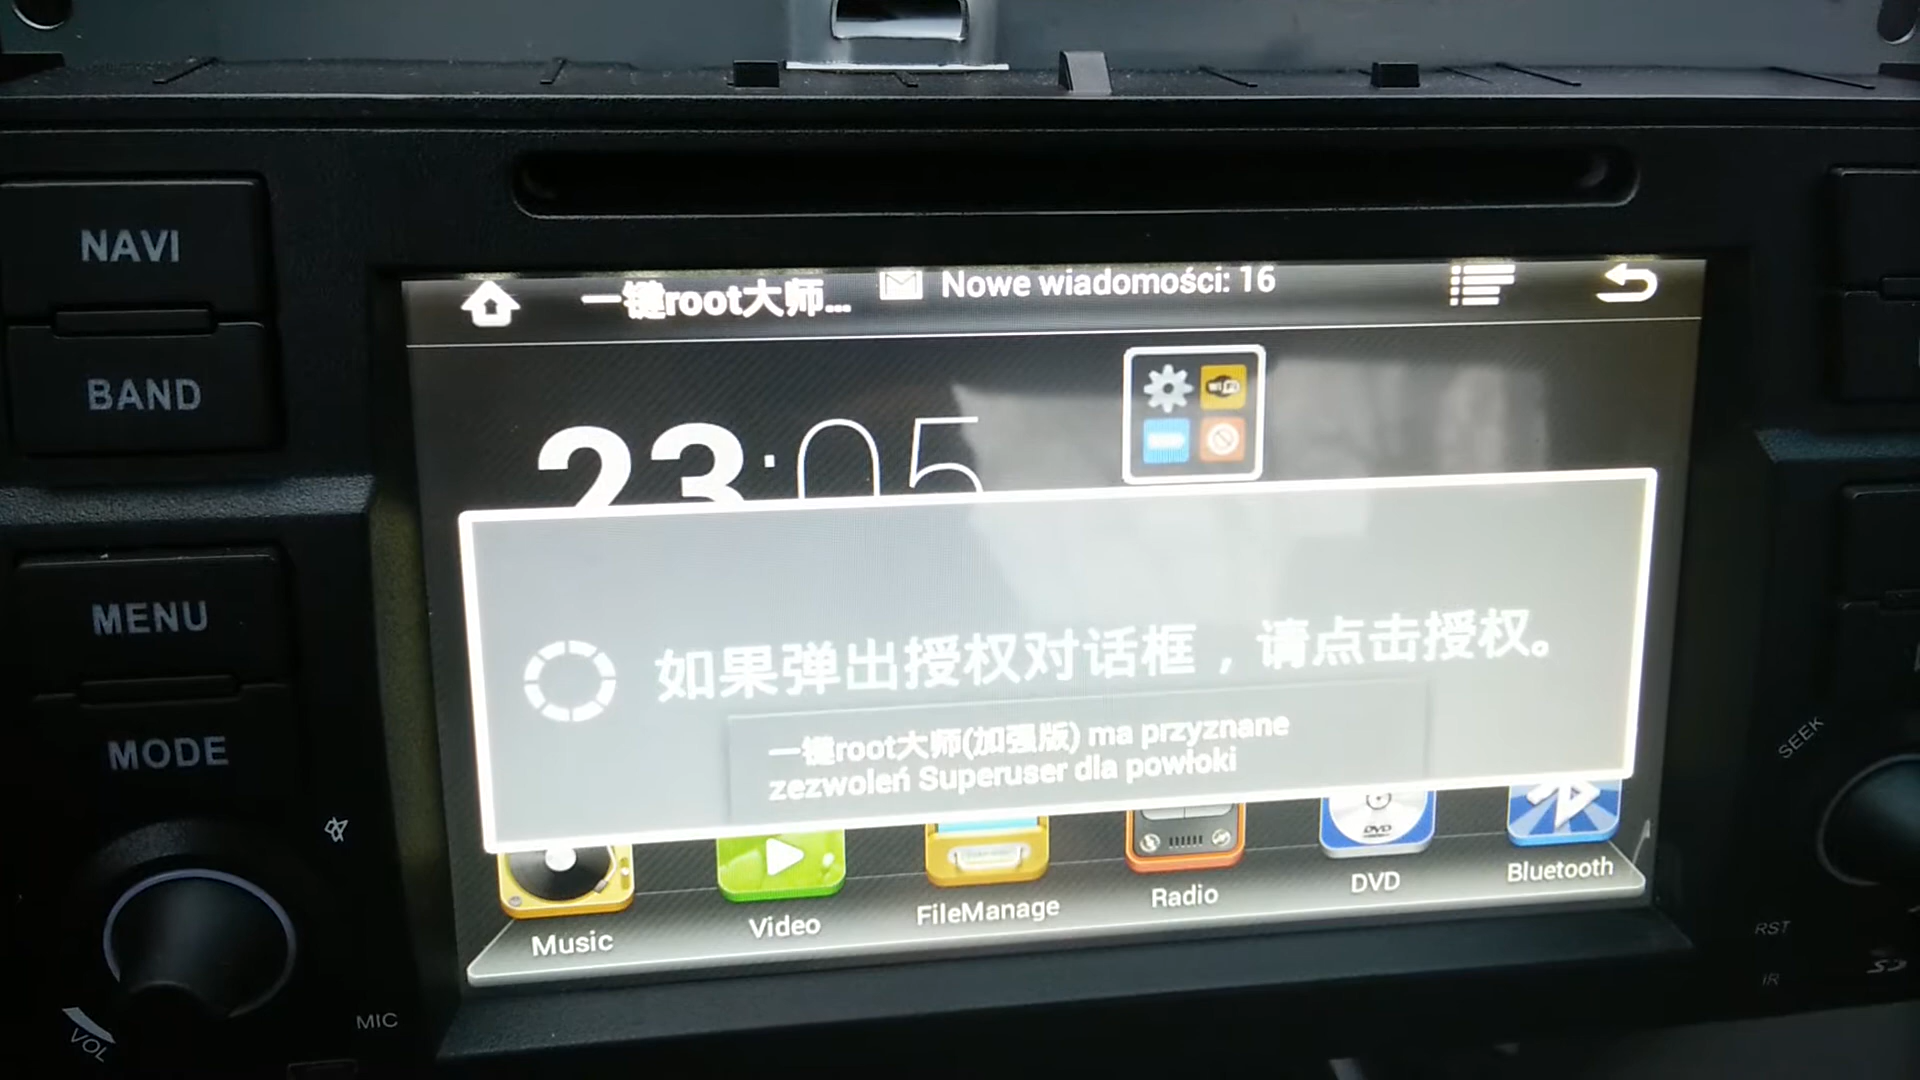 NAVI
BAND
MENU
MODE
VOL
MIC
一键root大师...
Nowe wiadomości: 16
23:05
如果弹出授权对话框，请点击授权。
一键root大师(加强版) ma przyznane
zezwoleń Superuser dla powłoki
Music
Video
FileManage
Radio
DVD
DVD
Bluetooth
SEEK
RST
IR